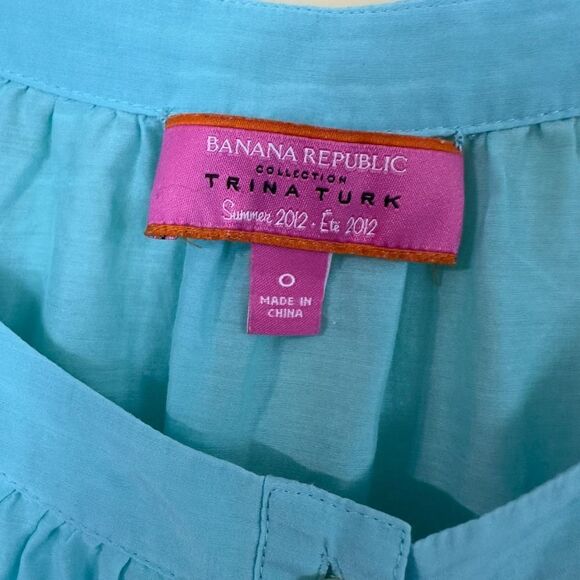 BANANA REPUBLIC
COLLECTION
TRINA TURK
Summer 2012 · Été 2012
0
MADE IN
CHINA